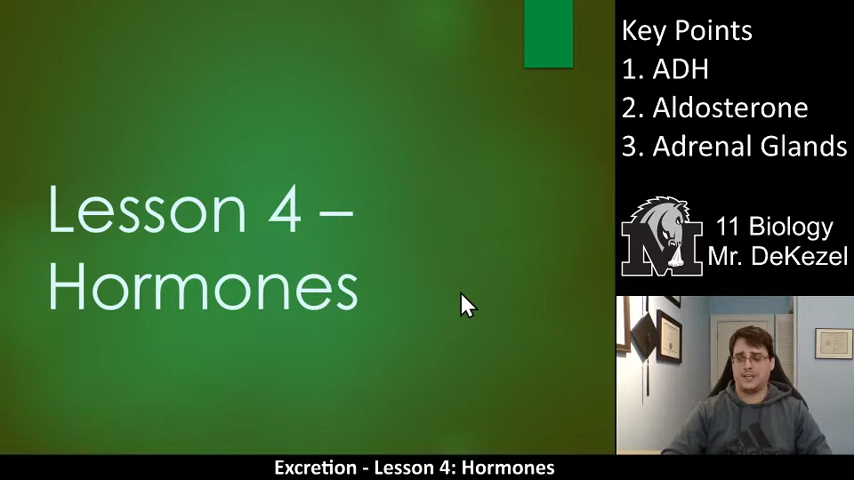 Lesson 4 –
Hormones
Key Points
1. ADH
2. Aldosterone
3. Adrenal Glands
M
11 Biology
Mr. DeKezel
Excretion - Lesson 4: Hormones